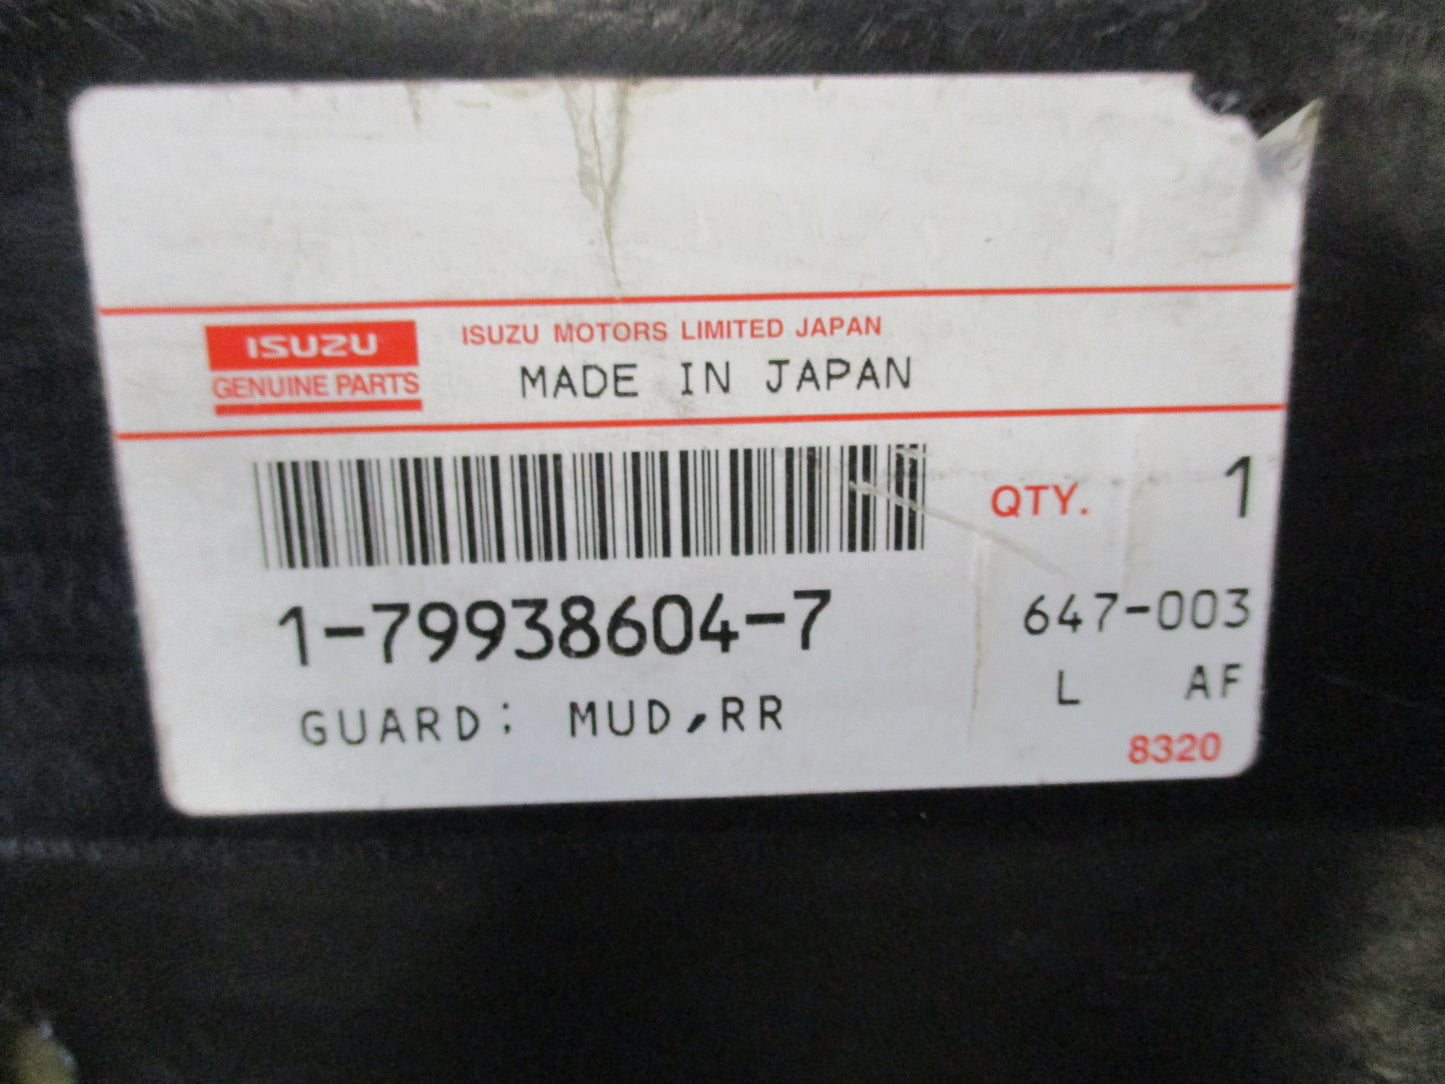 ISUZU
GENUINE PARTS
ISUZU MOTORS LIMITED JAPAN
MADE IN JAPAN
QTY. 1
1-79938604-7
647-003
GUARD; MUD,RR
L AF
8320